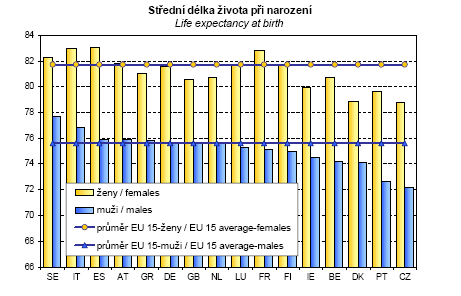 Střední délka života při narození
Life expectancy at birth
84
82
80
78
76
74
72
70
68
66
ženy / females
muži / males
průměr EU 15-ženy / EU 15 average-females
průměr EU 15-muži / EU 15 average-males
SE IT ES AT GR DE GB NL LU FR FI IE BE DK PT CZ